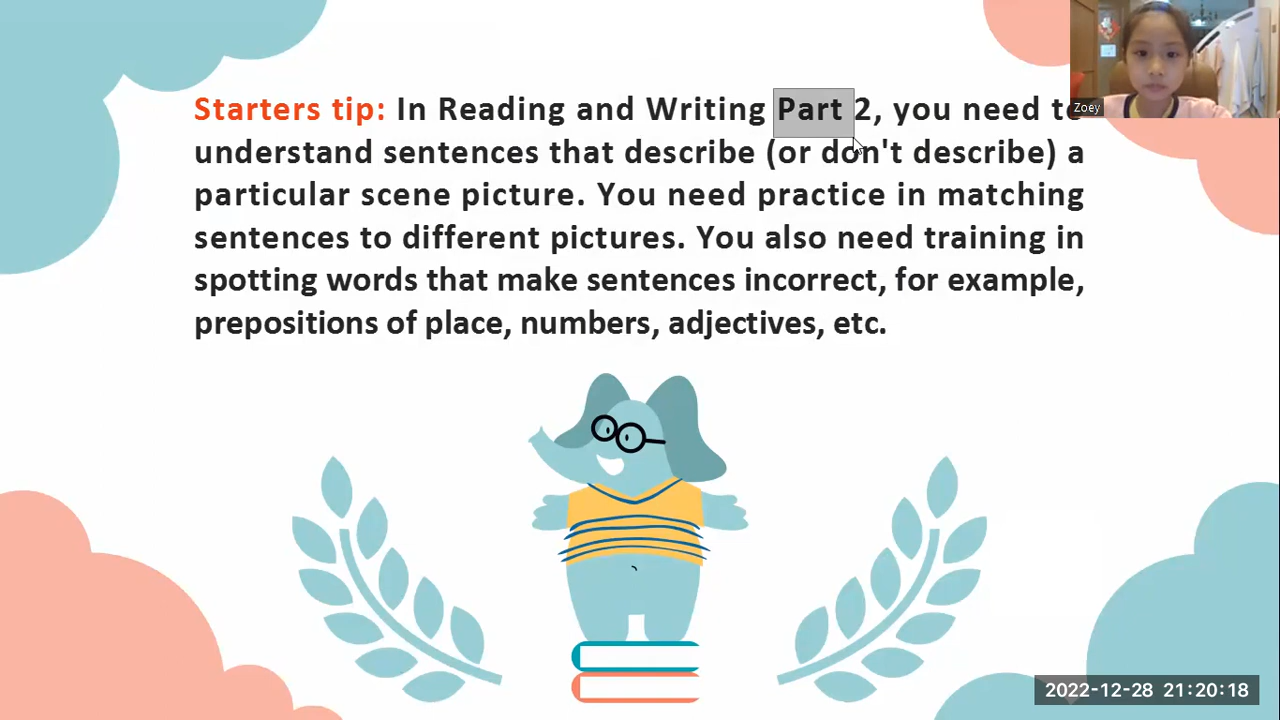 Starters tip: In Reading and Writing Part 2, you need to
understand sentences that describe (or don't describe) a
particular scene picture. You need practice in matching
sentences to different pictures. You also need training in
spotting words that make sentences incorrect, for example,
prepositions of place, numbers, adjectives, etc.
Zoey
2022-12-28 21:20:18